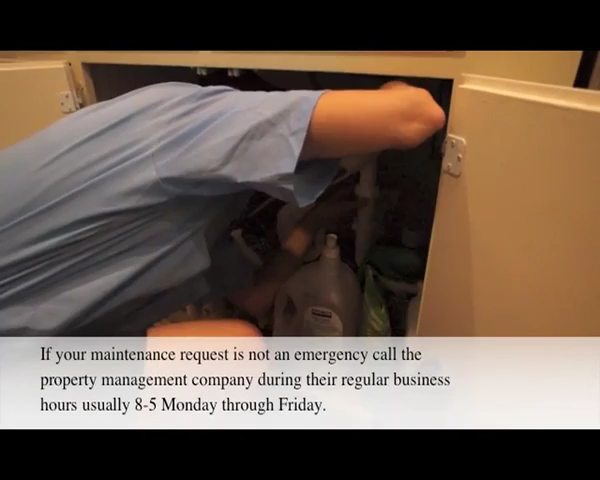 If your maintenance request is not an emergency call the
property management company during their regular business
hours usually 8-5 Monday through Friday.